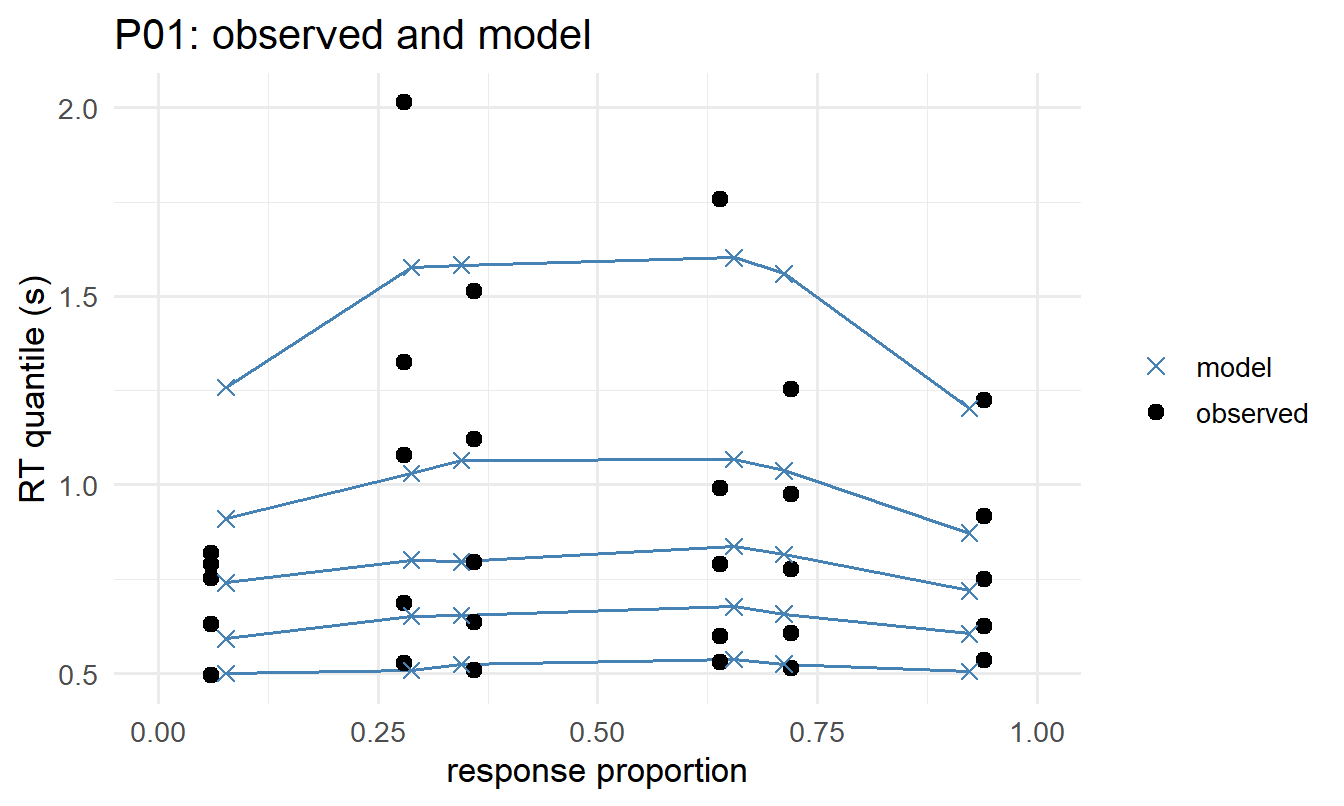 P01: observed and model
2.0
1.5
1.0
0.5
RT quantile (s)
0.00 0.25 0.50 0.75 1.00
response proportion
model
observed